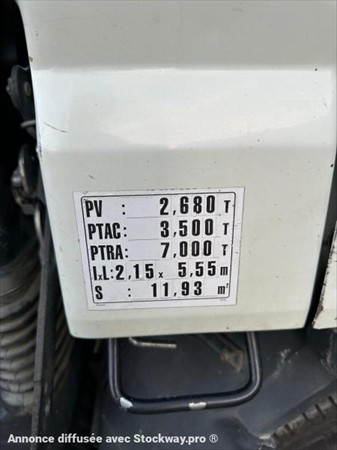 PV : 2,680 T
PTAC : 3,500 T
PTRA : 7,000 T
lxL: 2,15 x 5,55 m
S : 11,93 m²
Annonce diffusée avec Stockway.pro ®